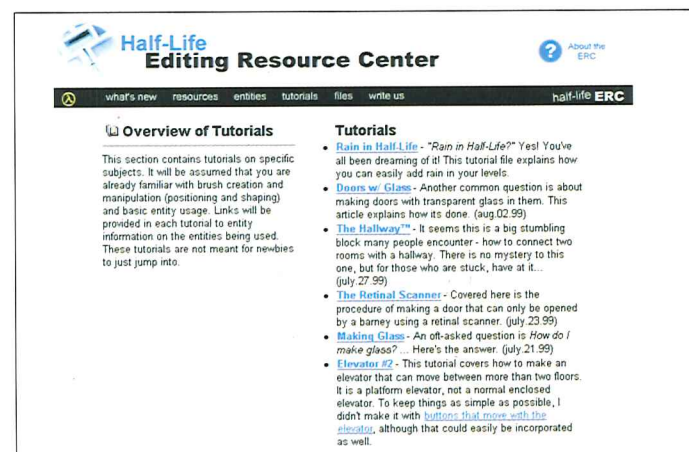 Half-Life
Editing Resource Center
About the
ERC
what's new resources entities tutorials files write us
half-life ERC
Overview of Tutorials
This section contains tutorials on specific
subjects. It will be assumed that you are
already familiar with brush creation and
manipulation (positioning and shaping)
and basic entity usage. Links will be
provided in each tutorial to entity
information on the entities being used.
These tutorials are not meant for newbies
to just jump into.
Tutorials
• Rain in Half-Life - "Rain in Half-Life?" Yes! You've
all been dreaming of it! This tutorial file explains how
you can easily add rain in your levels.
• Doors w/ Glass - Another common question is about
making doors with transparent glass in them. This
article explains how its done. (aug.02.99)
• The Hallway™ - It seems this is a big stumbling
block many people encounter - how to connect two
rooms with a hallway. There is no mystery to this
one, but for those who are stuck, have at it...
(july.27.99)
• The Retinal Scanner - Covered here is the
procedure of making a door that can only be opened
by a barney using a retinal scanner. (july.23.99)
• Making Glass - An oft-asked question is How do I
make glass? ... Here's the answer. (july.21.99)
• Elevator #2 - This tutorial covers how to make an
elevator that can move between more than two floors.
It is a platform elevator, not a normal enclosed
elevator. To keep things as simple as possible, I
didn't make it with buttons that move with the
elevator, although that could easily be incorporated
as well.